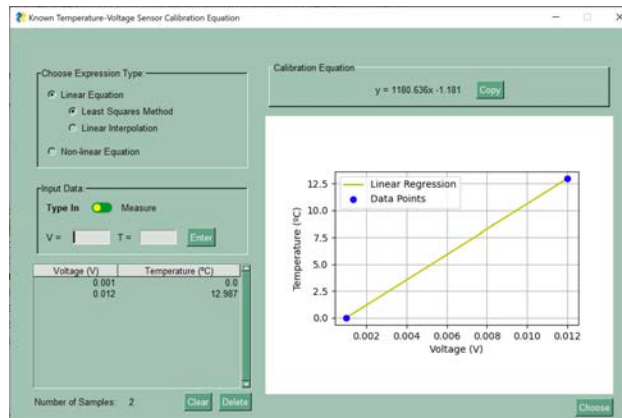 Known Temperature-Voltage Sensor Calibration Equation
Choose Expression Type:
Linear Equation
Least Squares Method
Linear Interpolation
Non-linear Equation
Calibration Equation
y = 1180.636x -1.181 Copy
Input Data:
Type In Measure
V = T = Enter
Voltage (V) Temperature (ºC)
0.001 0.0
0.012 12.987
Number of Samples: 2 Clear Delete
Linear Regression
Data Points
Temperature (ºC)
12.5
10.0
7.5
5.0
2.5
0.0
0.002 0.004 0.006 0.008 0.010 0.012
Voltage (V)
Choose